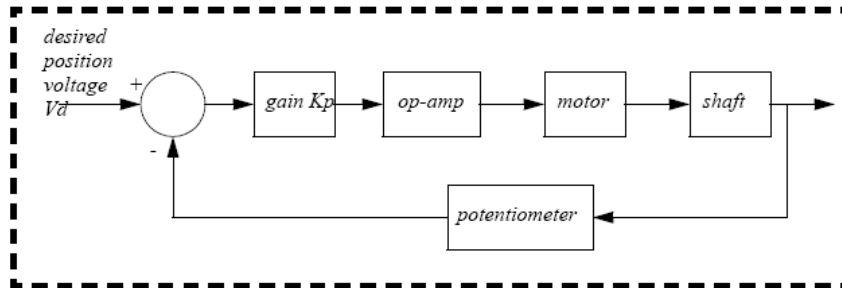 desired
position
voltage
Vd
+
-
gain Kp
op-amp
motor
shaft
potentiometer